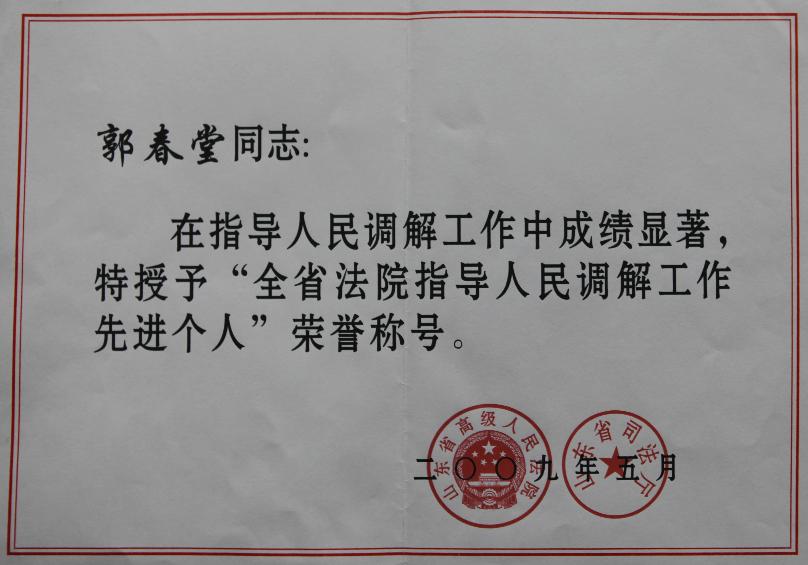 郭春堂同志:
在指导人民调解工作中成绩显著，
特授予“全省法院指导人民调解工作
先进个人”荣誉称号。
山东省高级人民法院
山东省司法厅
二〇〇九年五月